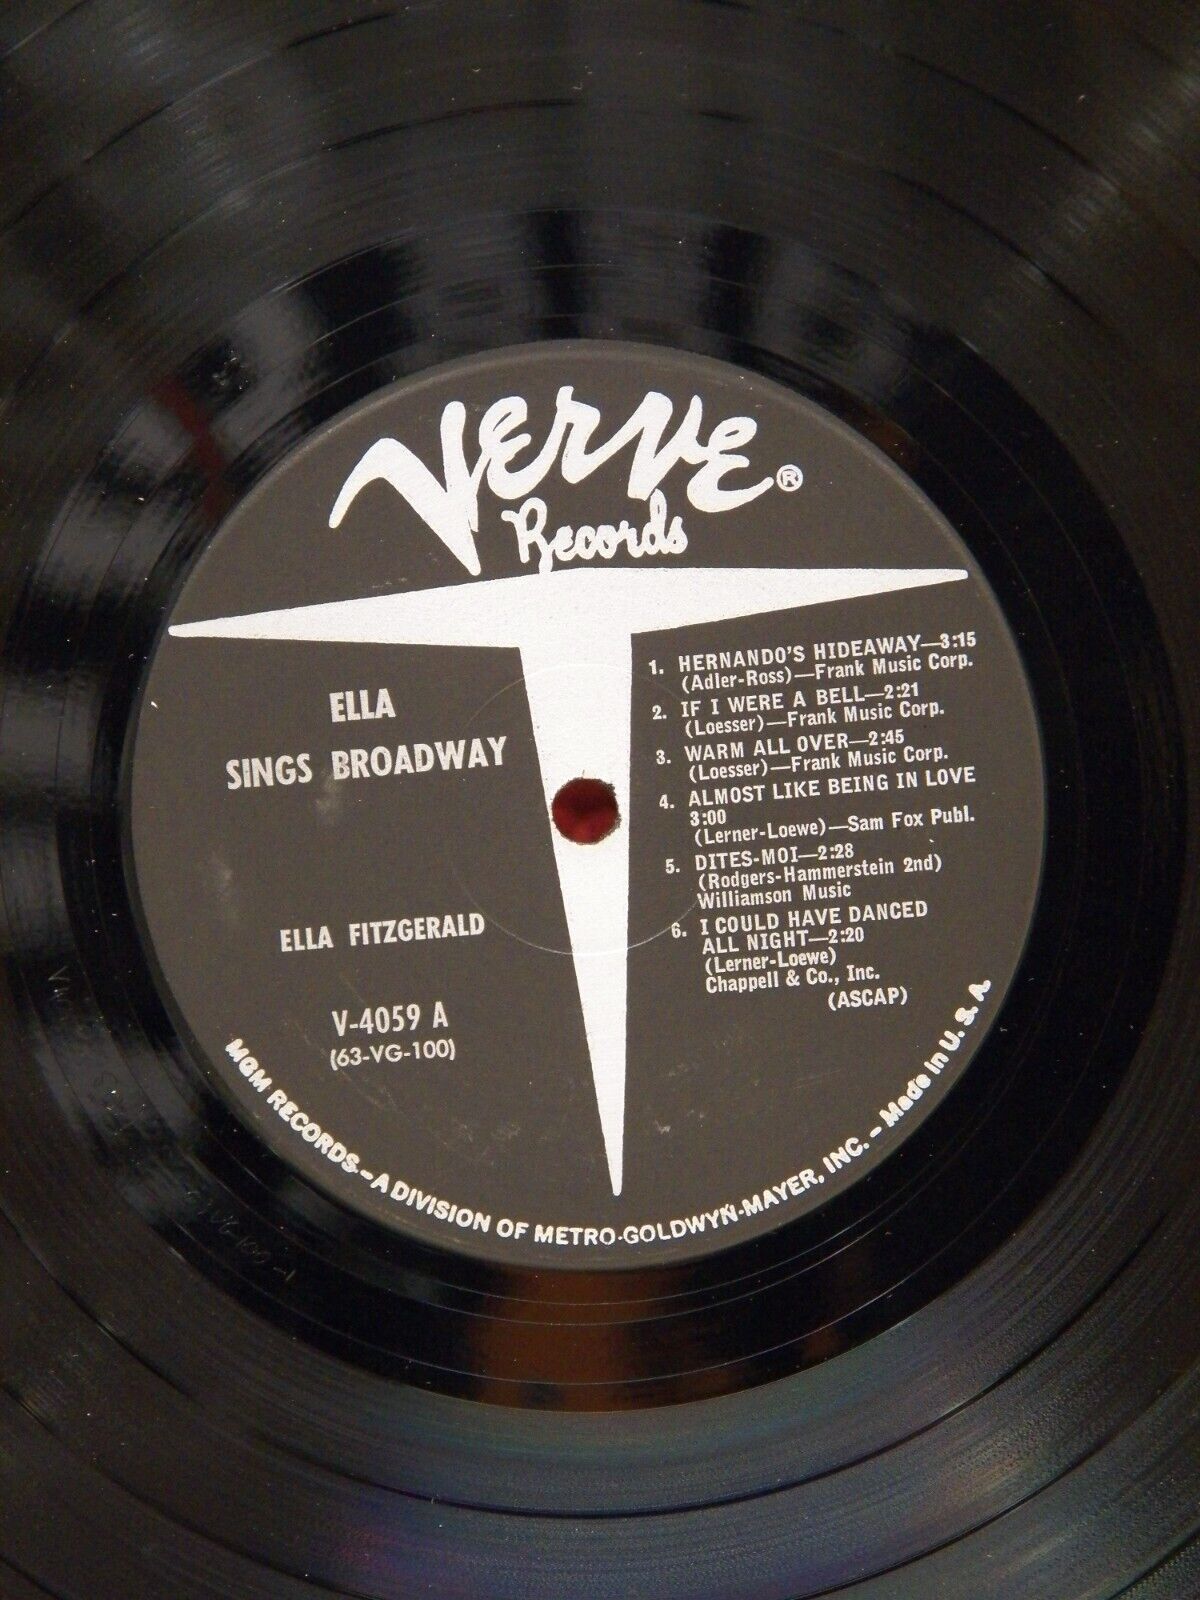 VERVE ®
Records
ELLA
SINGS BROADWAY
ELLA FITZGERALD
V-4059 A
(63-VG-100)
1. HERNANDO'S HIDEAWAY—3:15
(Adler-Ross)—Frank Music Corp.
2. IF I WERE A BELL—2:21
(Loesser)—Frank Music Corp.
3. WARM ALL OVER—2:45
(Loesser)—Frank Music Corp.
4. ALMOST LIKE BEING IN LOVE
3:00
(Lerner-Loewe)—Sam Fox Publ.
5. DITES-MOI—2:28
(Rodgers-Hammerstein 2nd)
Williamson Music
6. I COULD HAVE DANCED
ALL NIGHT—2:20
(Lerner-Loewe)
Chappell & Co., Inc.
(ASCAP)
MGM RECORDS-A DIVISION OF METRO-GOLDWYN-MAYER, INC. - Made in U. S. A